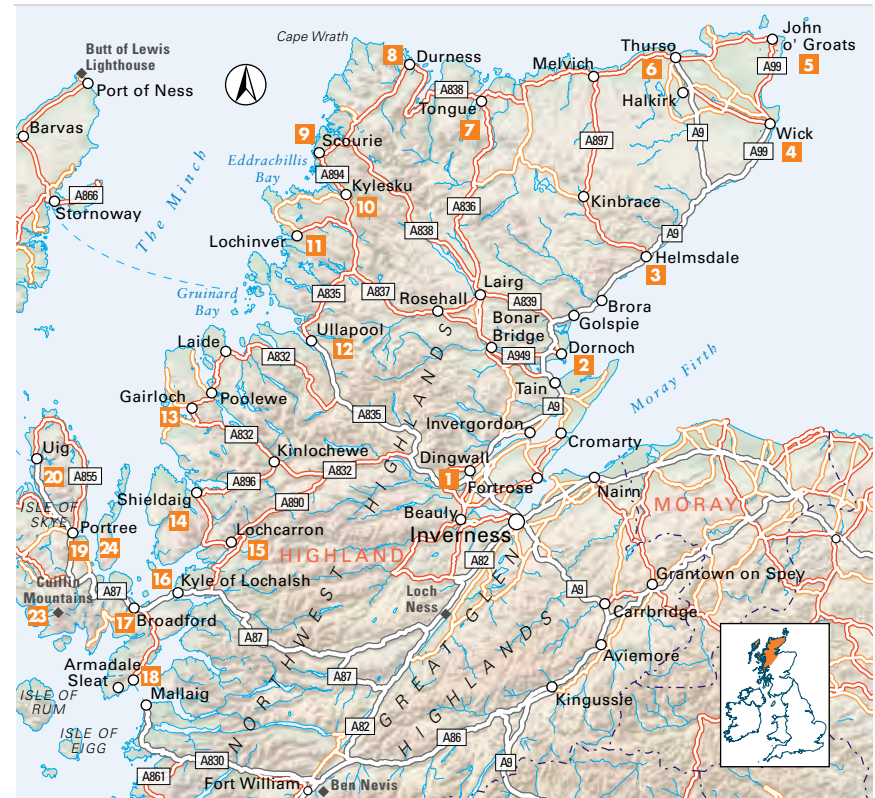 Cape Wrath
Butt of Lewis
Lighthouse
Port of Ness
Barvas
A866
Stornoway
The Minch
8
Durness
A838
Tongue
7
Melvich
Thurso
6
Halkirk
John
o' Groats
5
A99
A9
Wick
4
A99
A897
9
Scourie
Eddrachillis
Bay
A894
Kylesku
10
A836
Kinbrace
A838
Lochinver
11
A9
Helmsdale
3
Gruinard
Bay
A835
A837
Rosehall
Lairg
A839
Bonar
Bridge
Brora
Golspie
Laide
A832
Ullapool
12
A949
Dornoch
2
Tain
Moray Firth
Gairloch
13
Poolewe
A835
A9
Invergordon
Cromarty
A832
Kinlochewe
A832
Dingwall
1
Fortrose
Uig
20
A855
A896
A890
Shieldaig
14
Nairn
MORAY
ISLE OF
SKYE
Portree
19
24
Lochcarron
15
HIGHLAND
Beauly
Inverness
A82
Cuillin
Mountains
23
16
Kyle of Lochalsh
A87
17
Broadford
Loch
Ness
A9
Grantown on Spey
Carrbridge
A87
Aviemore
Armadale
Sleat
18
A87
ISLE OF
RUM
Mallaig
Kingussie
ISLE OF
EIGG
NORTHWEST HIGHLANDS
GREAT GLEN
HIGHLANDS
A82
A86
A830
A9
A861
Fort William
Ben Nevis